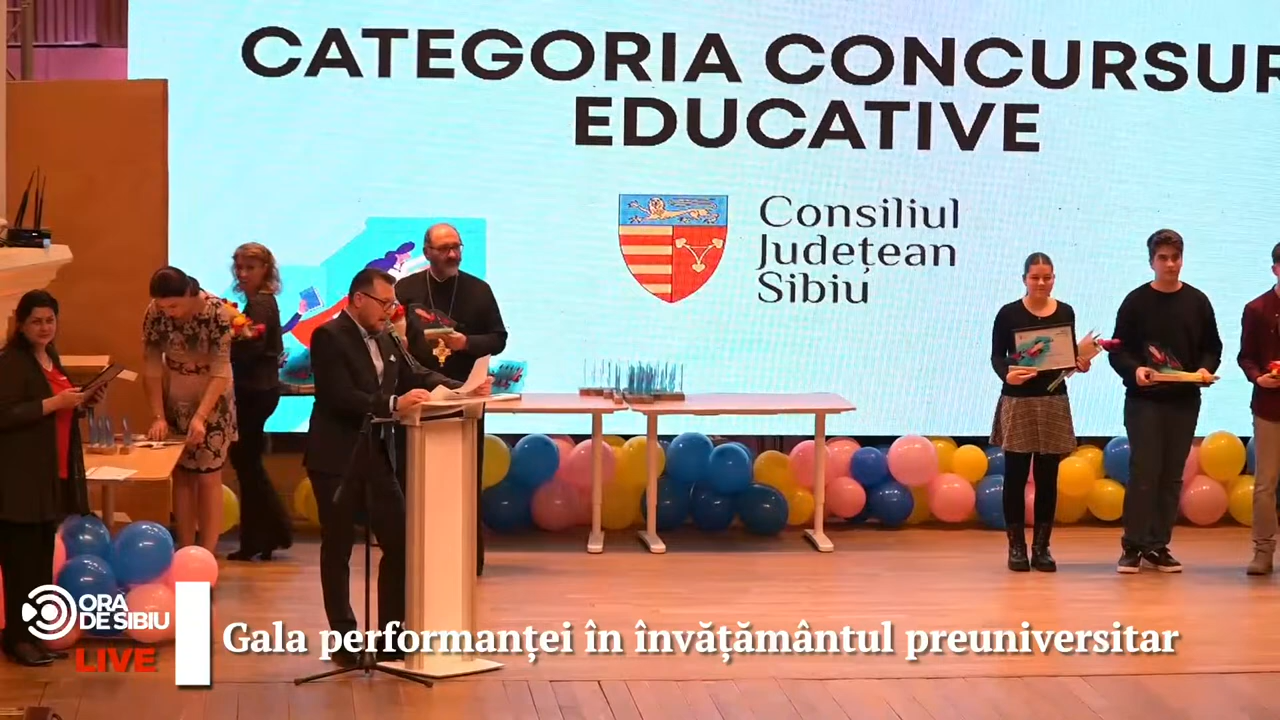 CATEGORIA CONCURSUR
EDUCATIVE
Consiliul
Județean
Sibiu
ORA
DE SIBIU
LIVE
Gala performanței în învățământul preuniversitar